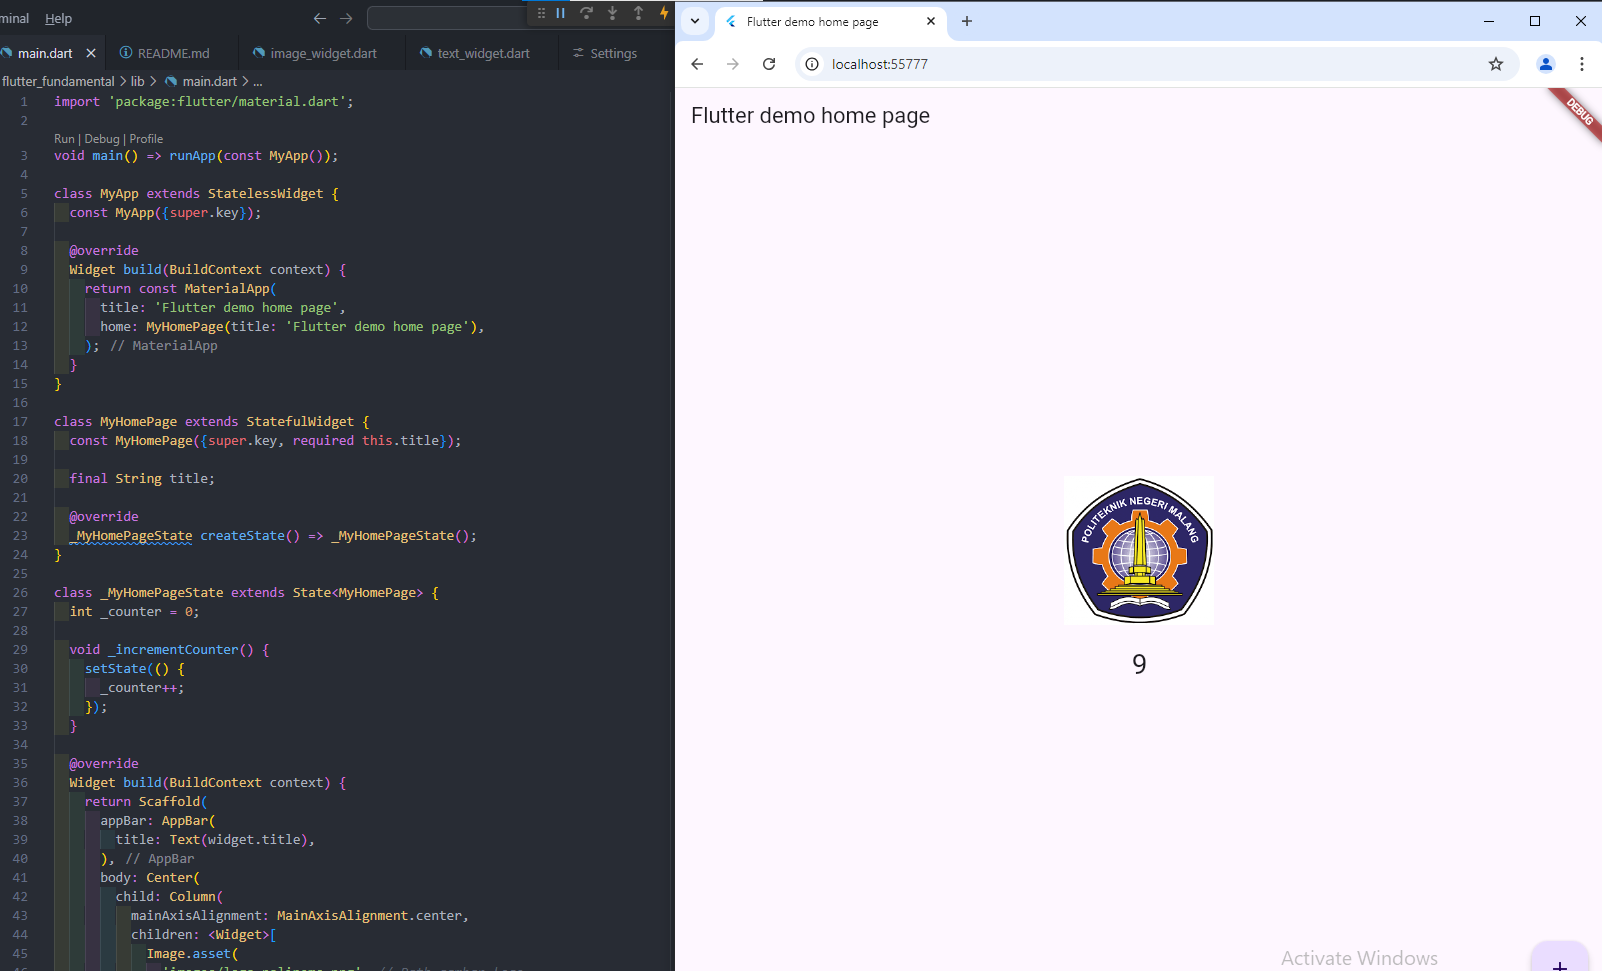 minal Help
main.dart README.md image_widget.dart text_widget.dart Settings
flutter_fundamental > lib > main.dart > ...
1 import 'package:flutter/material.dart';
2
Run | Debug | Profile
3 void main() => runApp(const MyApp());
4
5 class MyApp extends StatelessWidget {
6 const MyApp({super.key});
7
8 @override
9 Widget build(BuildContext context) {
10 return const MaterialApp(
11 title: 'Flutter demo home page',
12 home: MyHomePage(title: 'Flutter demo home page'),
13 ); // MaterialApp
14 }
15 }
16
17 class MyHomePage extends StatefulWidget {
18 const MyHomePage({super.key, required this.title});
19
20 final String title;
21
22 @override
23 _MyHomePageState createState() => _MyHomePageState();
24 }
25
26 class _MyHomePageState extends State<MyHomePage> {
27 int _counter = 0;
28
29 void _incrementCounter() {
30 setState(() {
31 _counter++;
32 });
33 }
34
35 @override
36 Widget build(BuildContext context) {
37 return Scaffold(
38 appBar: AppBar(
39 title: Text(widget.title),
40 ), // AppBar
41 body: Center(
42 child: Column(
43 mainAxisAlignment: MainAxisAlignment.center,
44 children: <Widget>[
45 Image.asset(
Flutter demo home page
localhost:55777
Flutter demo home page
DEBUG
POLITEKNIK NEGERI MALANG
9
Activate Windows